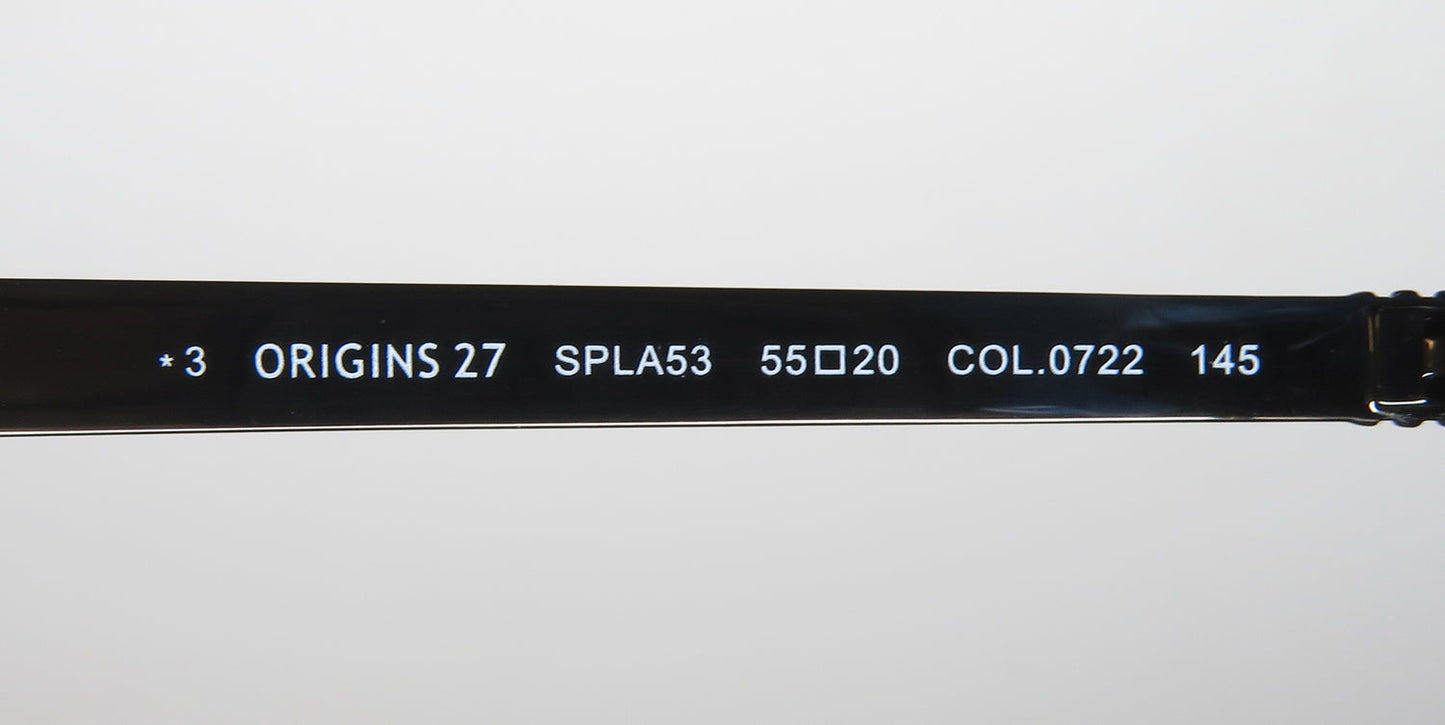 * 3 ORIGINS 27 SPLA53 55□20 COL.0722 145